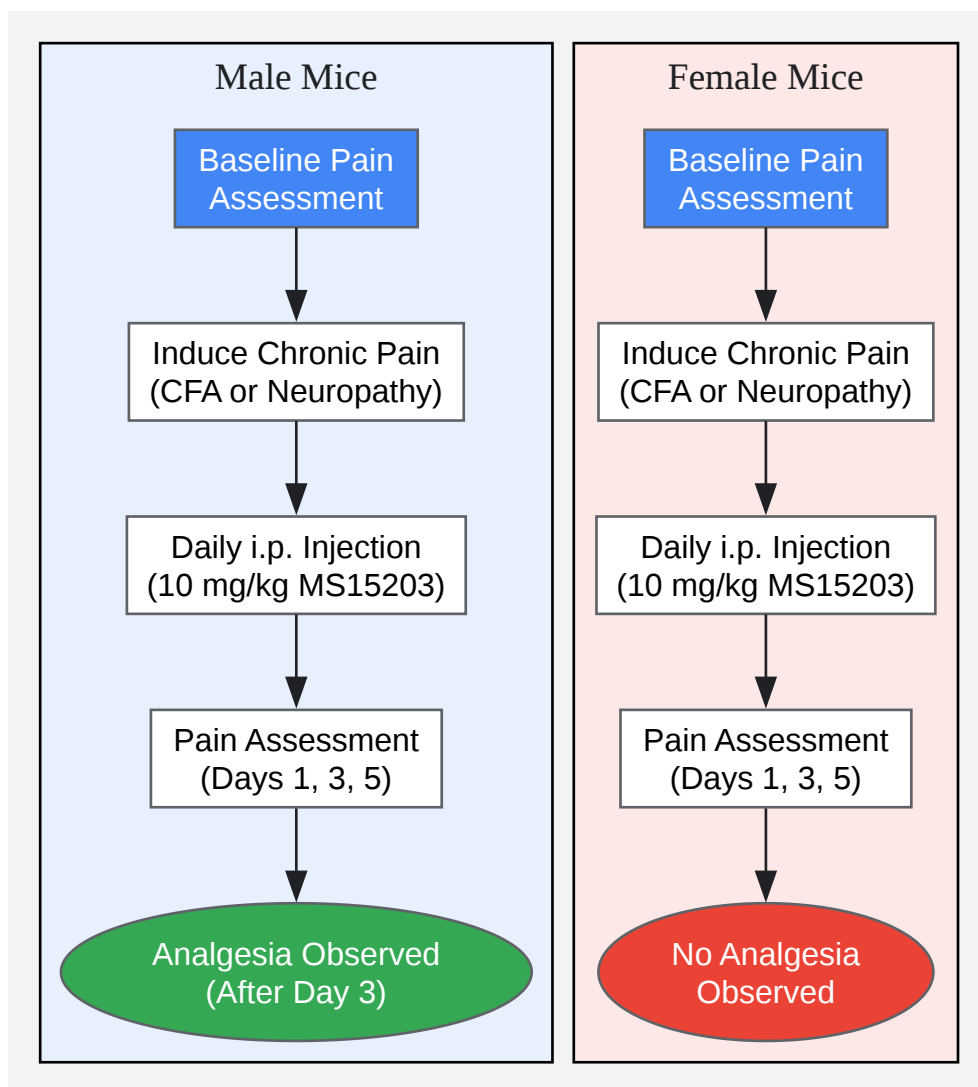 Male Mice
Baseline Pain
Assessment
Induce Chronic Pain
(CFA or Neuropathy)
Daily i.p. Injection
(10 mg/kg MS15203)
Pain Assessment
(Days 1, 3, 5)
Analgesia Observed
(After Day 3)
Female Mice
Baseline Pain
Assessment
Induce Chronic Pain
(CFA or Neuropathy)
Daily i.p. Injection
(10 mg/kg MS15203)
Pain Assessment
(Days 1, 3, 5)
No Analgesia
Observed